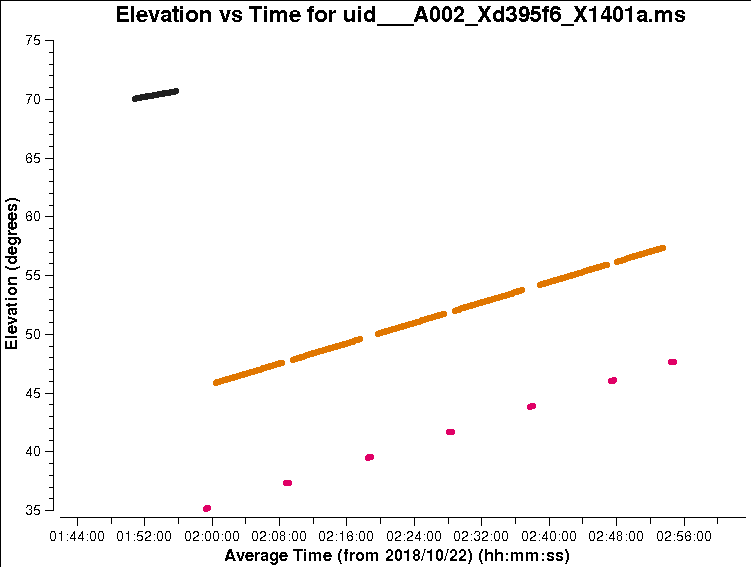 Elevation vs Time for uid___A002_Xd395f6_X1401a.ms
75
70
65
60
55
50
45
40
35
Elevation (degrees)
01:44:00 01:52:00 02:00:00 02:08:00 02:16:00 02:24:00 02:32:00 02:40:00 02:48:00 02:56:00
Average Time (from 2018/10/22) (hh:mm:ss)